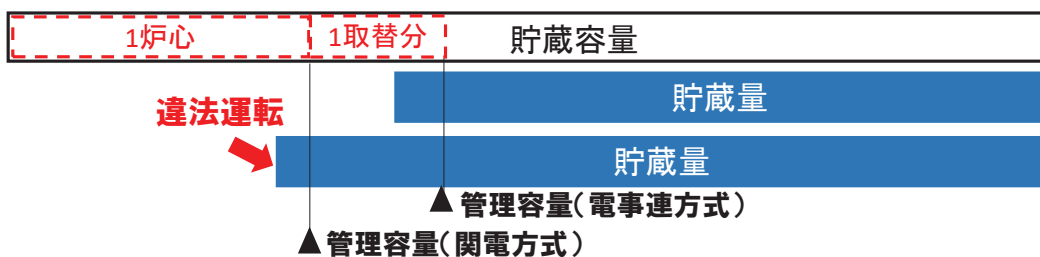 1炉心 1取替分 貯蔵容量
貯蔵量
違法運転
貯蔵量
▲管理容量(電事連方式)
▲管理容量(関電方式)